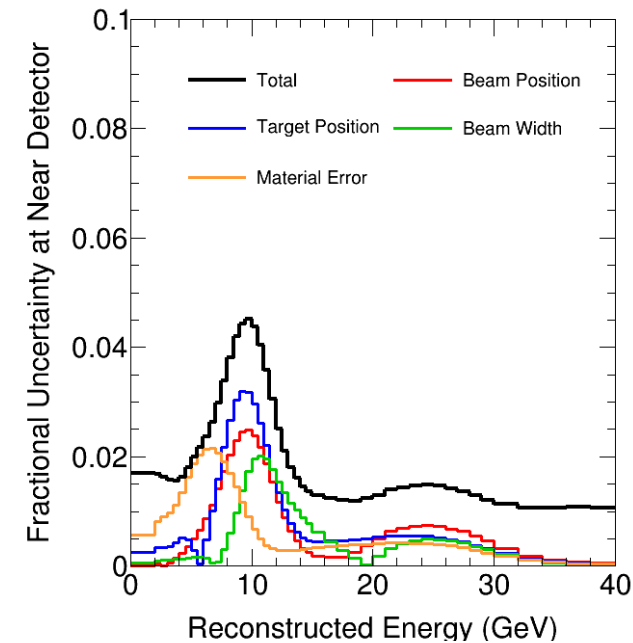 Fractional Uncertainty at Near Detector
0.1
0.08
0.06
0.04
0.02
0
Total
Beam Position
Target Position
Beam Width
Material Error
0 10 20 30 40
Reconstructed Energy (GeV)